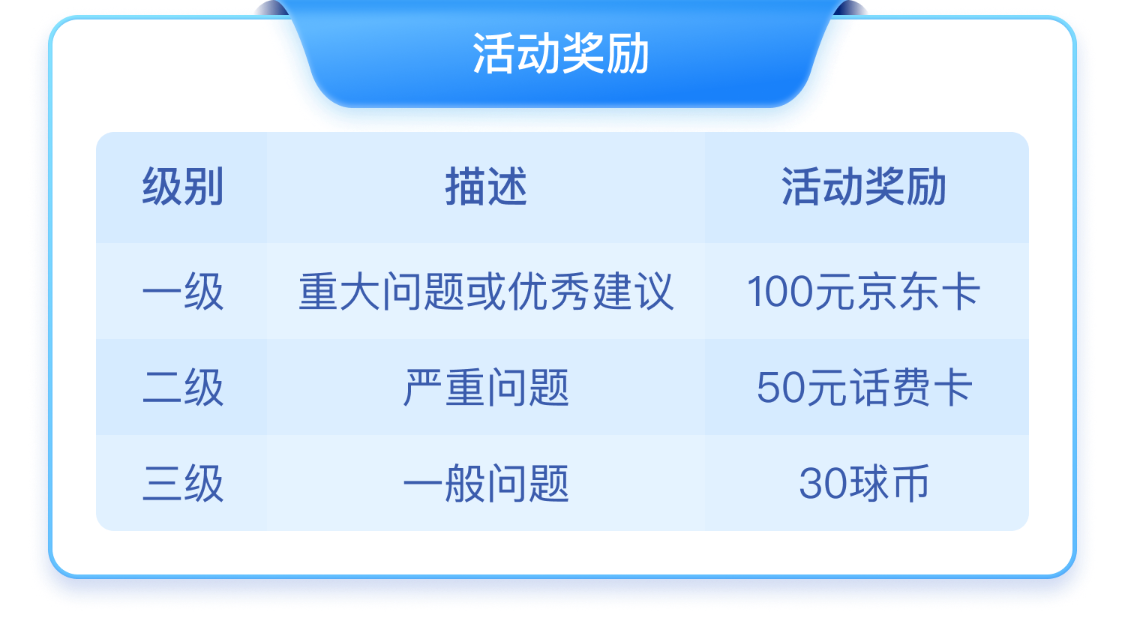 活动奖励
级别 描述 活动奖励
一级 重大问题或优秀建议 100元京东卡
二级 严重问题 50元话费卡
三级 一般问题 30球币